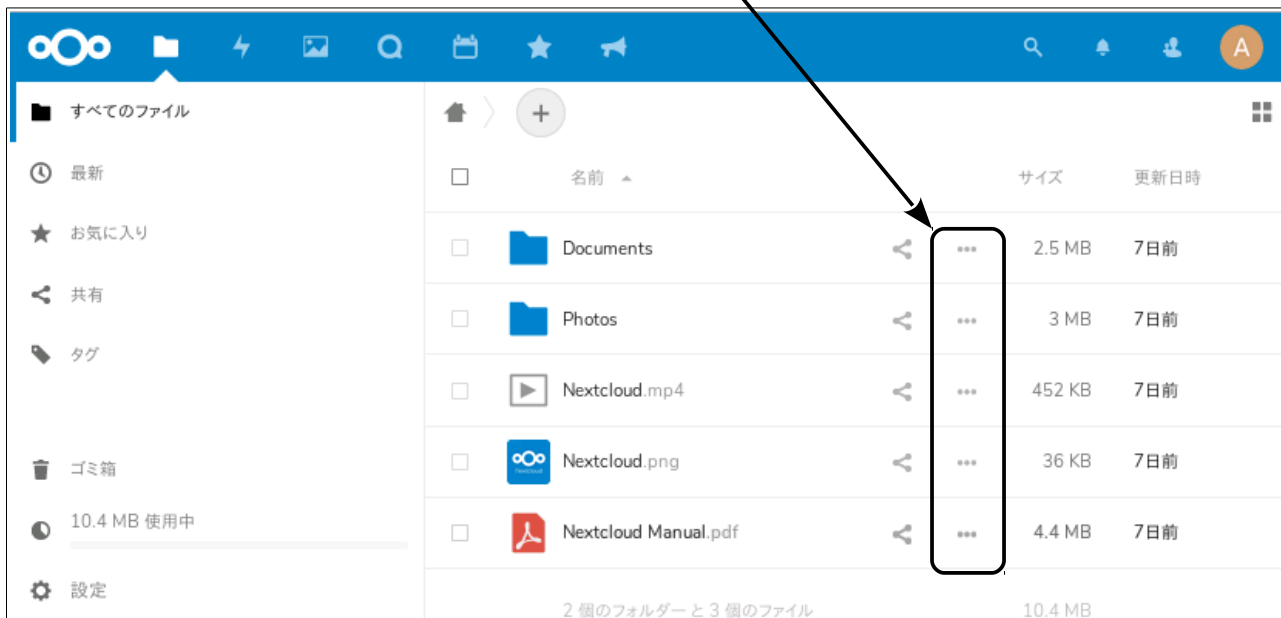 A
すべてのファイル
最新
お気に入り
共有
タグ
ゴミ箱
10.4 MB 使用中
設定
+
名前 サイズ 更新日時
Documents ••• 2.5 MB 7日前
Photos ••• 3 MB 7日前
Nextcloud.mp4 ••• 452 KB 7日前
Nextcloud.png ••• 36 KB 7日前
Nextcloud Manual.pdf ••• 4.4 MB 7日前
2 個のフォルダーと 3 個のファイル 10.4 MB